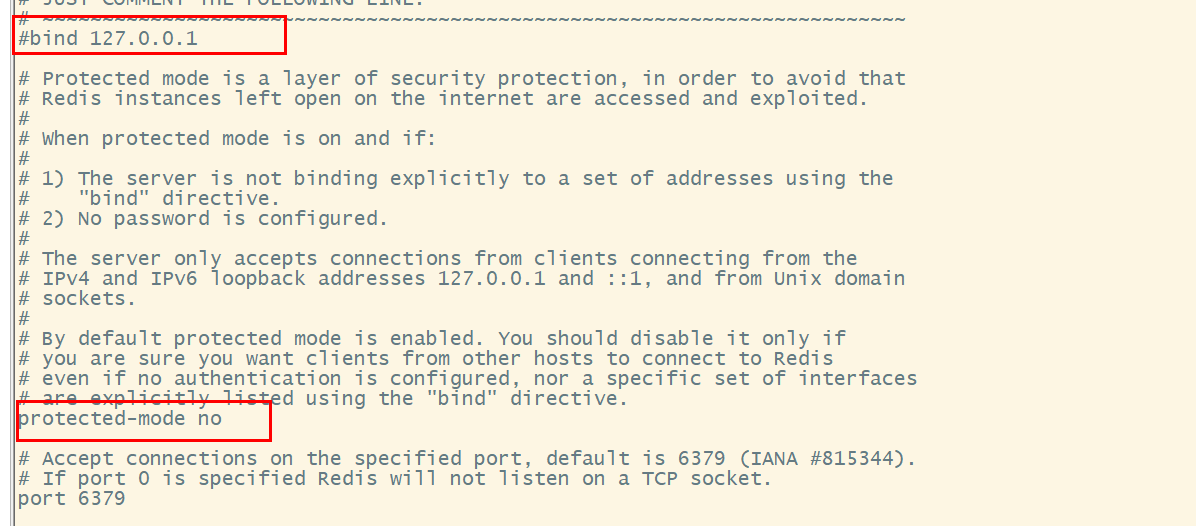 # JUST COMMENT THE FOLLOWING LINE.
# ~~~~~~~~~~~~~~~~~~~~~~~~~~~~~~~~~~~~~~~~~~~~~~~~~~~~~~~~~~~~~~~~~~~~~~~~
#bind 127.0.0.1
# Protected mode is a layer of security protection, in order to avoid that
# Redis instances left open on the internet are accessed and exploited.
#
# When protected mode is on and if:
#
# 1) The server is not binding explicitly to a set of addresses using the
#    "bind" directive.
# 2) No password is configured.
#
# The server only accepts connections from clients connecting from the
# IPv4 and IPv6 loopback addresses 127.0.0.1 and ::1, and from Unix domain
# sockets.
#
# By default protected mode is enabled. You should disable it only if
# you are sure you want clients from other hosts to connect to Redis
# even if no authentication is configured, nor a specific set of interfaces
# are explicitly listed using the "bind" directive.
protected-mode no
# Accept connections on the specified port, default is 6379 (IANA #815344).
# If port 0 is specified Redis will not listen on a TCP socket.
port 6379